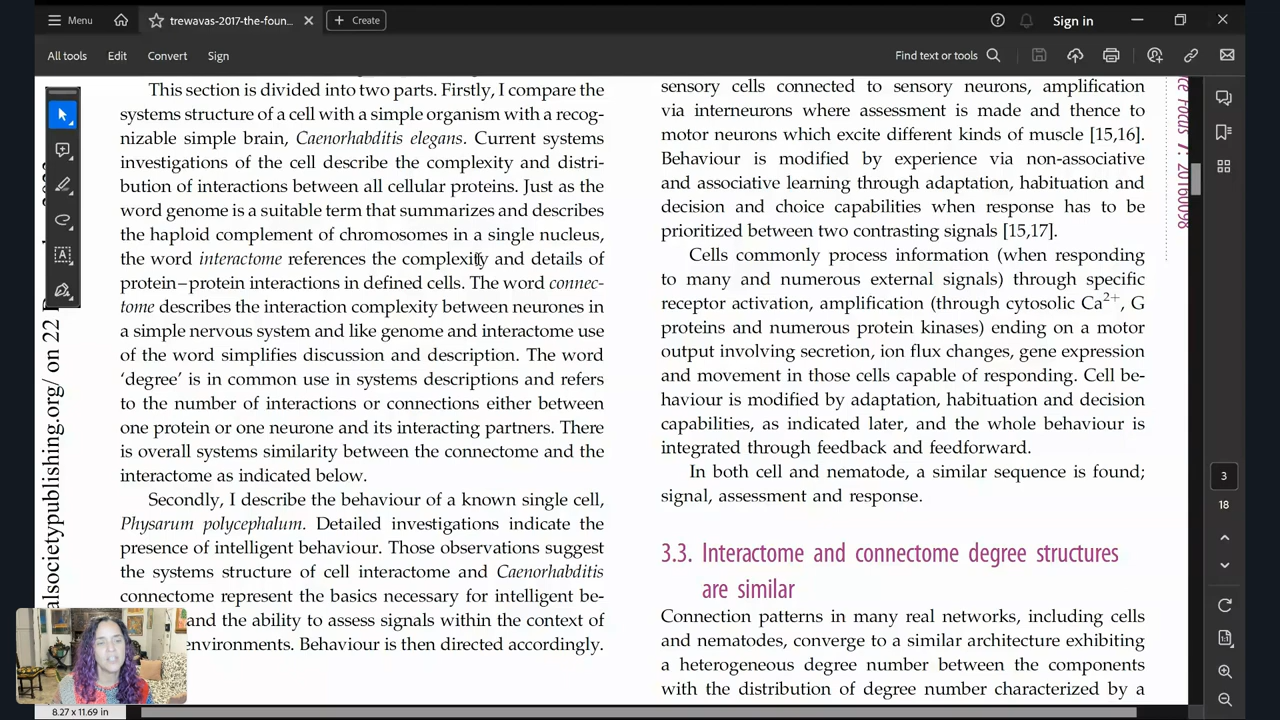 Menu
trewavas-2017-the-foun...
Create
Sign in
All tools
Edit
Convert
Sign
Find text or tools
This section is divided into two parts. Firstly, I compare the
systems structure of a cell with a simple organism with a recog-
nizable simple brain, Caenorhabditis elegans. Current systems
investigations of the cell describe the complexity and distri-
bution of interactions between all cellular proteins. Just as the
word genome is a suitable term that summarizes and describes
the haploid complement of chromosomes in a single nucleus,
the word interactome references the complexity and details of
protein–protein interactions in defined cells. The word connec-
tome describes the interaction complexity between neurones in
a simple nervous system and like genome and interactome use
of the word simplifies discussion and description. The word
‘degree’ is in common use in systems descriptions and refers
to the number of interactions or connections either between
one protein or one neurone and its interacting partners. There
is overall systems similarity between the connectome and the
interactome as indicated below.
Secondly, I describe the behaviour of a known single cell,
Physarum polycephalum. Detailed investigations indicate the
presence of intelligent behaviour. Those observations suggest
the systems structure of cell interactome and Caenorhabditis
connectome represent the basics necessary for intelligent be-
and the ability to assess signals within the context of
environments. Behaviour is then directed accordingly.
sensory cells connected to sensory neurons, amplification
via interneurons where assessment is made and thence to
motor neurons which excite different kinds of muscle [15,16].
Behaviour is modified by experience via non-associative
and associative learning through adaptation, habituation and
decision and choice capabilities when response has to be
prioritized between two contrasting signals [15,17].
Cells commonly process information (when responding
to many and numerous external signals) through specific
receptor activation, amplification (through cytosolic Ca2+, G
proteins and numerous protein kinases) ending on a motor
output involving secretion, ion flux changes, gene expression
and movement in those cells capable of responding. Cell be-
haviour is modified by adaptation, habituation and decision
capabilities, as indicated later, and the whole behaviour is
integrated through feedback and feedforward.
In both cell and nematode, a similar sequence is found;
signal, assessment and response.
3.3. Interactome and connectome degree structures
are similar
Connection patterns in many real networks, including cells
and nematodes, converge to a similar architecture exhibiting
a heterogeneous degree number between the components
with the distribution of degree number characterized by a
alsocietypublishing.org/ on 22
Focus 7: 20160098
3
18
8.27 x 11.69 in